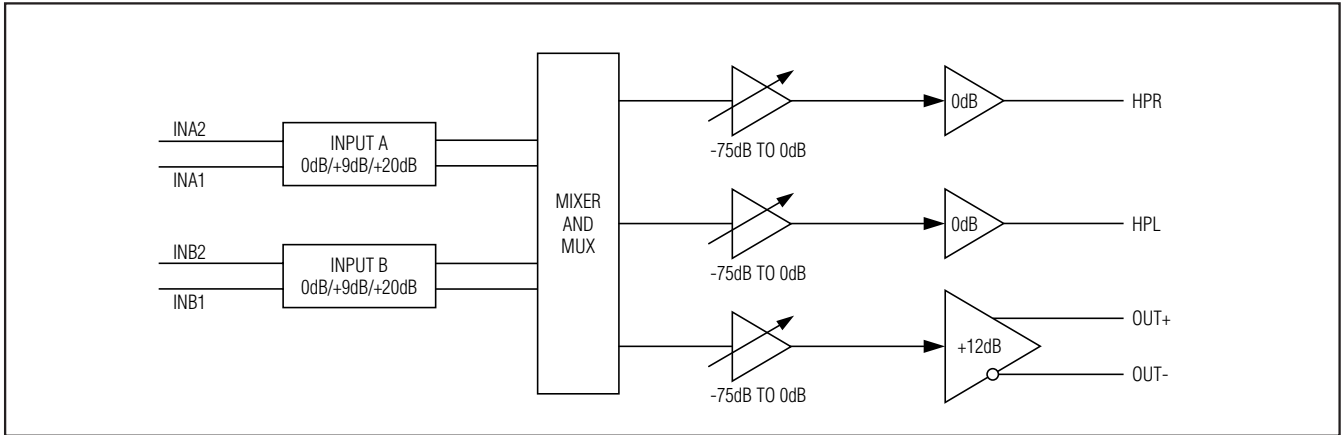 INA2
INA1
INPUT A
0dB/+9dB/+20dB
INB2
INB1
INPUT B
0dB/+9dB/+20dB
MIXER
AND
MUX
-75dB TO 0dB
0dB
HPR
-75dB TO 0dB
0dB
HPL
-75dB TO 0dB
+12dB
OUT+
OUT-